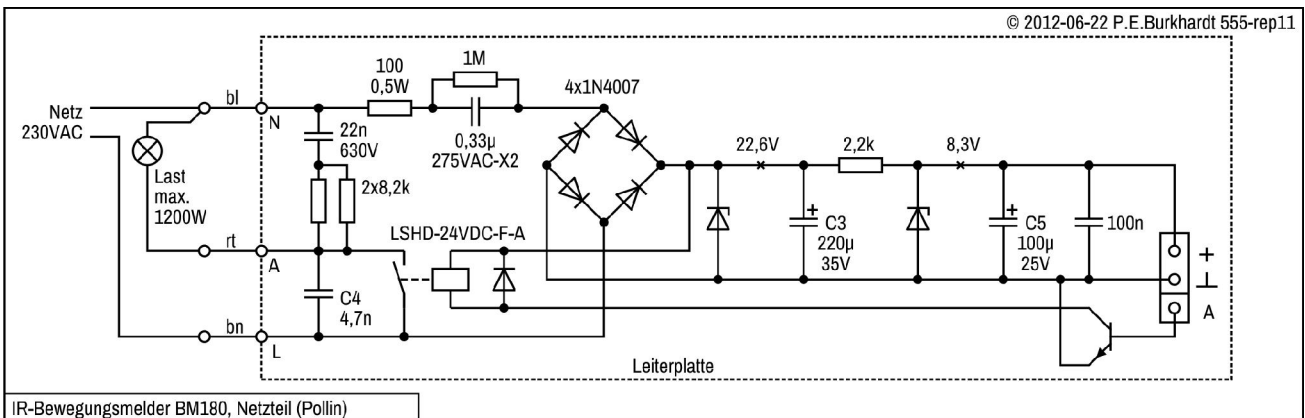 © 2012-06-22 P.E.Burkhardt 555-rep11
1M
100
0,5W
4x1N4007
bl
N
Netz
230VAC
22n
630V
0,33µ
275VAC-X2
22,6V
2,2k
8,3V
Last
max.
1200W
2x8,2k
LSHD-24VDC-F-A
+
C3
220µ
35V
+
C5
100µ
25V
100n
rt
A
+
⊥
A
C4
4,7n
bn
L
Leiterplatte
IR-Bewegungsmelder BM180, Netzteil (Pollin)